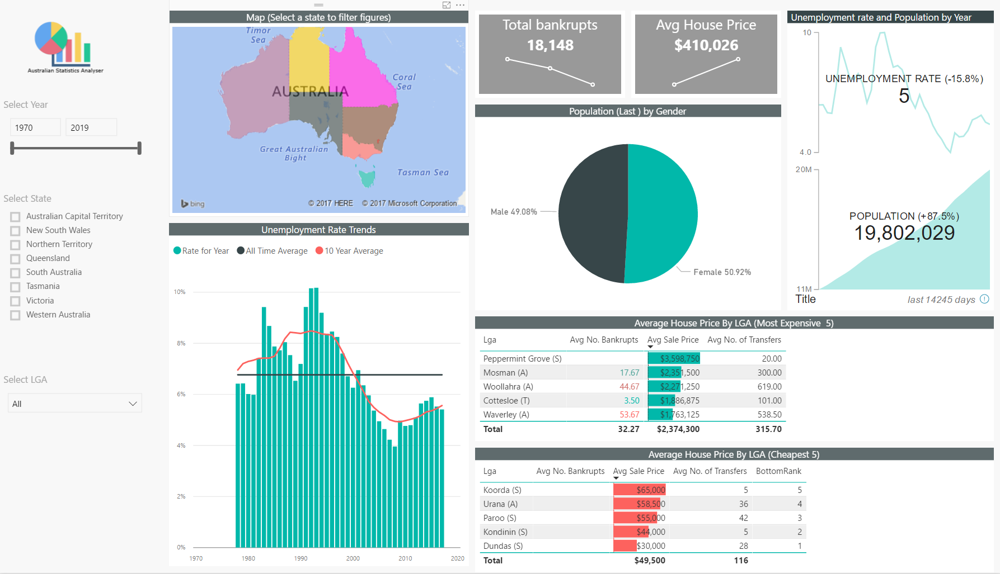 Australian Statistics Analyser
Select Year
1970
2019
Select State
Australian Capital Territory
New South Wales
Northern Territory
Queensland
South Australia
Tasmania
Victoria
Western Australia
Select LGA
All
Map (Select a state to filter figures)
Timor
Sea
Coral
Sea
AUSTRALIA
Great Australian
Bight
Tasman Sea
bing
© 2017 HERE © 2017 Microsoft Corporation
Unemployment Rate Trends
Rate for Year All Time Average 10 Year Average
10%
8%
6%
4%
2%
0%
1970 1980 1990 2000 2010 2020
Total bankrupts
18,148
Avg House Price
$410,026
Population (Last ) by Gender
Male 49.08%
Female 50.92%
Unemployment rate and Population by Year
10
UNEMPLOYMENT RATE (-15.8%)
5
4.0
20M
POPULATION (+87.5%)
19,802,029
11M
Title
last 14245 days
Average House Price By LGA (Most Expensive 5)
Lga Avg No. Bankrupts Avg Sale Price Avg No. of Transfers
Peppermint Grove (S) $3,598,750 20.00
Mosman (A) 17.67 $2,351,500 300.00
Woollahra (A) 44.67 $2,271,250 619.00
Cottesloe (T) 3.50 $1,886,875 101.00
Waverley (A) 53.67 $1,763,125 538.50
Total 32.27 $2,374,300 315.70
Average House Price By LGA (Cheapest 5)
Lga Avg No. Bankrupts Avg Sale Price Avg No. of Transfers BottomRank
Koorda (S) $65,000 5 5
Urana (A) $58,500 36 4
Paroo (S) $55,000 42 3
Kondinin (S) $44,000 5 2
Dundas (S) $30,000 28 1
Total $49,500 116